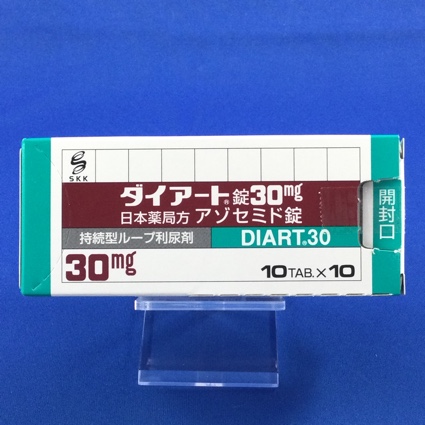 SKK
ダイアート®錠30mg
日本薬局方 アゾセミド錠
持続型ループ利尿剤 DIART®30
30mg 10TAB.×10
開封口